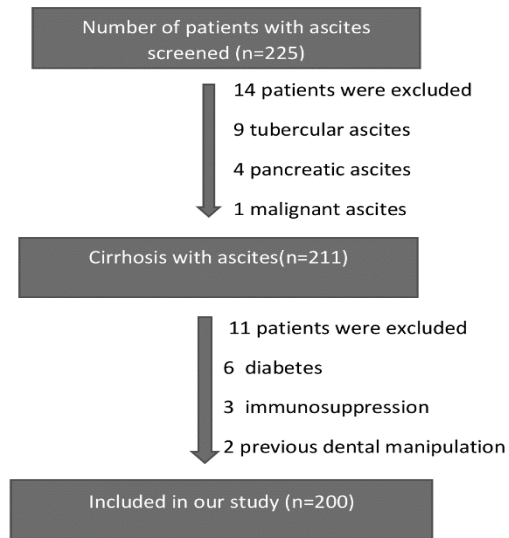 Number of patients with ascites
screened (n=225)
14 patients were excluded
9 tubercular ascites
4 pancreatic ascites
1 malignant ascites
Cirrhosis with ascites(n=211)
11 patients were excluded
6 diabetes
3 immunosuppression
2 previous dental manipulation
Included in our study (n=200)